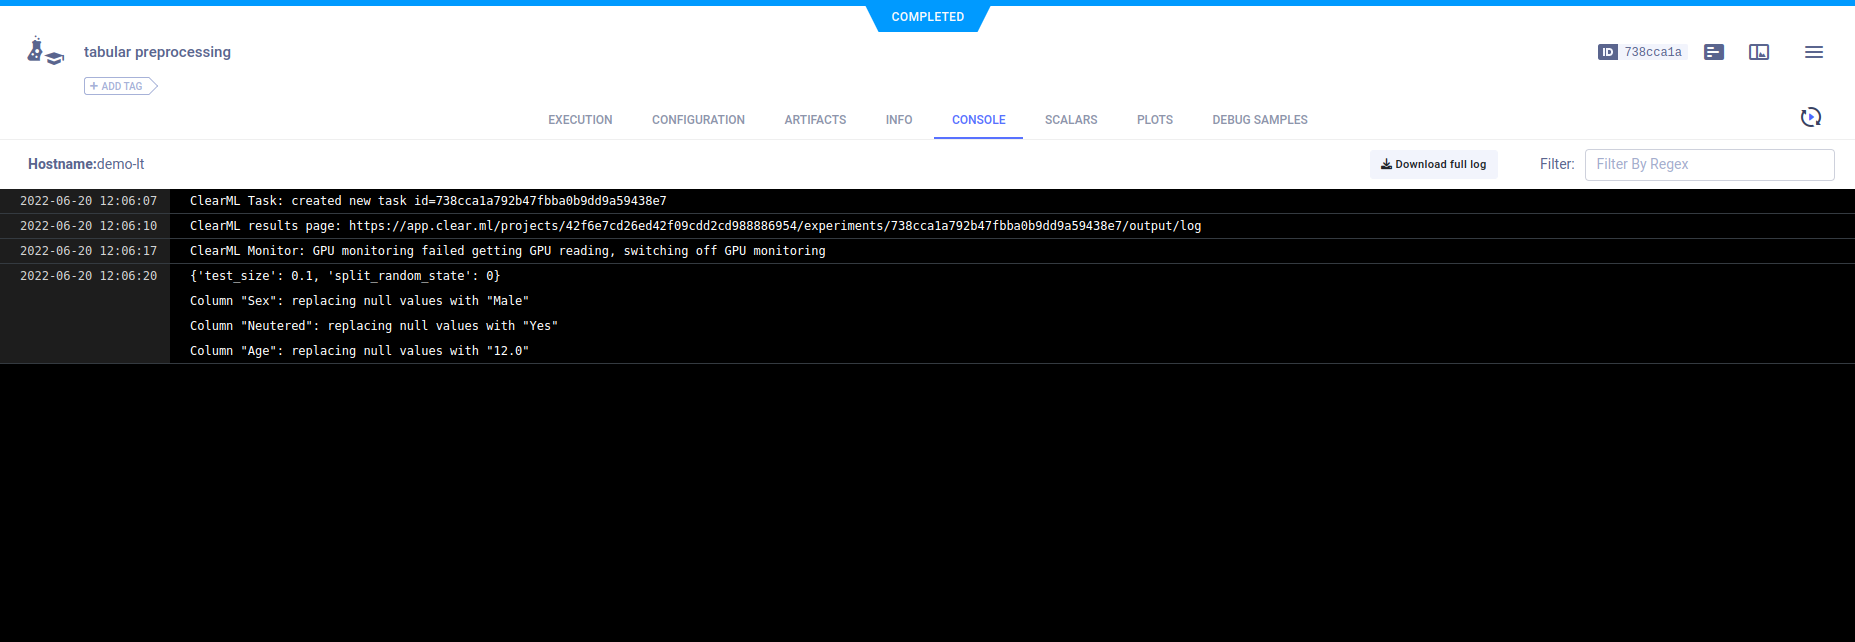 COMPLETED
tabular preprocessing
ID 738cca1a
+ ADD TAG
EXECUTION CONFIGURATION ARTIFACTS INFO CONSOLE SCALARS PLOTS DEBUG SAMPLES
Hostname:demo-lt Download full log Filter: Filter By Regex
2022-06-20 12:06:07 ClearML Task: created new task id=738cca1a792b47fbba0b9dd9a59438e7
2022-06-20 12:06:10 ClearML results page: https://app.clear.ml/projects/42f6e7cd26ed42f09cdd2cd988886954/experiments/738cca1a792b47fbba0b9dd9a59438e7/output/log
2022-06-20 12:06:17 ClearML Monitor: GPU monitoring failed getting GPU reading, switching off GPU monitoring
2022-06-20 12:06:20 {'test_size': 0.1, 'split_random_state': 0}
Column "Sex": replacing null values with "Male"
Column "Neutered": replacing null values with "Yes"
Column "Age": replacing null values with "12.0"